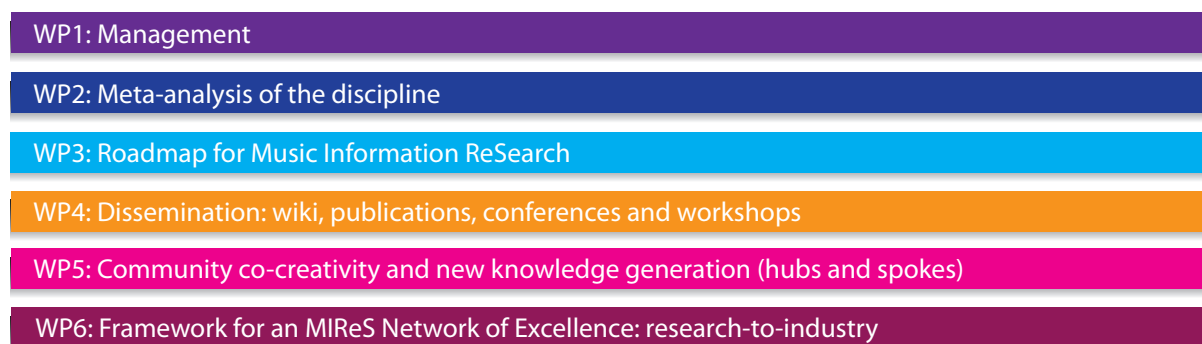 WP1: Management
WP2: Meta-analysis of the discipline
WP3: Roadmap for Music Information ReSearch
WP4: Dissemination: wiki, publications, conferences and workshops
WP5: Community co-creativity and new knowledge generation (hubs and spokes)
WP6: Framework for an MIReS Network of Excellence: research-to-industry